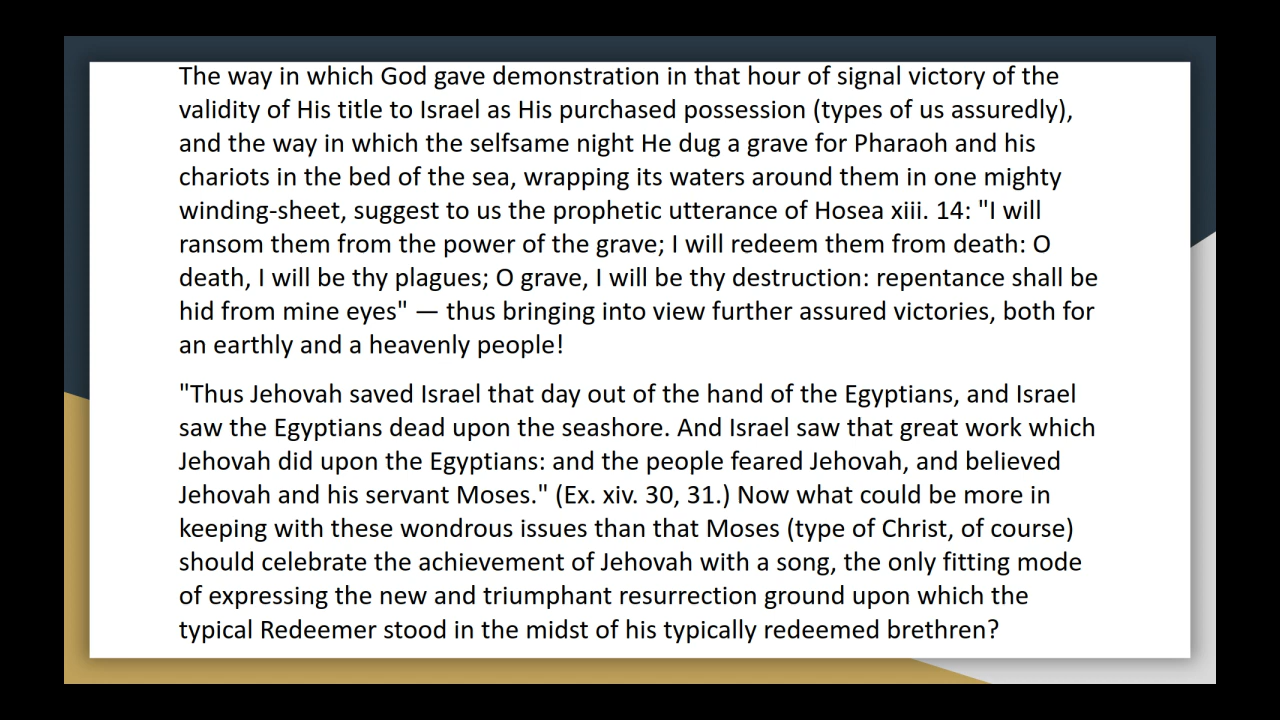 The way in which God gave demonstration in that hour of signal victory of the
validity of His title to Israel as His purchased possession (types of us assuredly),
and the way in which the selfsame night He dug a grave for Pharaoh and his
chariots in the bed of the sea, wrapping its waters around them in one mighty
winding-sheet, suggest to us the prophetic utterance of Hosea xiii. 14: "I will
ransom them from the power of the grave; I will redeem them from death: O
death, I will be thy plagues; O grave, I will be thy destruction: repentance shall be
hid from mine eyes" — thus bringing into view further assured victories, both for
an earthly and a heavenly people!
"Thus Jehovah saved Israel that day out of the hand of the Egyptians, and Israel
saw the Egyptians dead upon the seashore. And Israel saw that great work which
Jehovah did upon the Egyptians: and the people feared Jehovah, and believed
Jehovah and his servant Moses." (Ex. xiv. 30, 31.) Now what could be more in
keeping with these wondrous issues than that Moses (type of Christ, of course)
should celebrate the achievement of Jehovah with a song, the only fitting mode
of expressing the new and triumphant resurrection ground upon which the
typical Redeemer stood in the midst of his typically redeemed brethren?